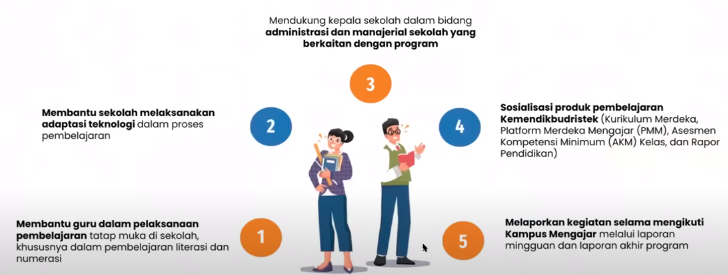 Mendukung kepala sekolah dalam bidang
administrasi dan manajerial sekolah yang
berkaitan dengan program
3
Membantu sekolah melaksanakan
adaptasi teknologi dalam proses
pembelajaran
2
4
Sosialisasi produk pembelajaran
Kemendikbudristek (Kurikulum Merdeka,
Platform Merdeka Mengajar (PMM), Asesmen
Kompetensi Minimum (AKM) Kelas, dan Rapor
Pendidikan)
Membantu guru dalam pelaksanaan
pembelajaran tatap muka di sekolah,
khususnya dalam pembelajaran literasi dan
numerasi
1
5
Melaporkan kegiatan selama mengikuti
Kampus Mengajar melalui laporan
mingguan dan laporan akhir program